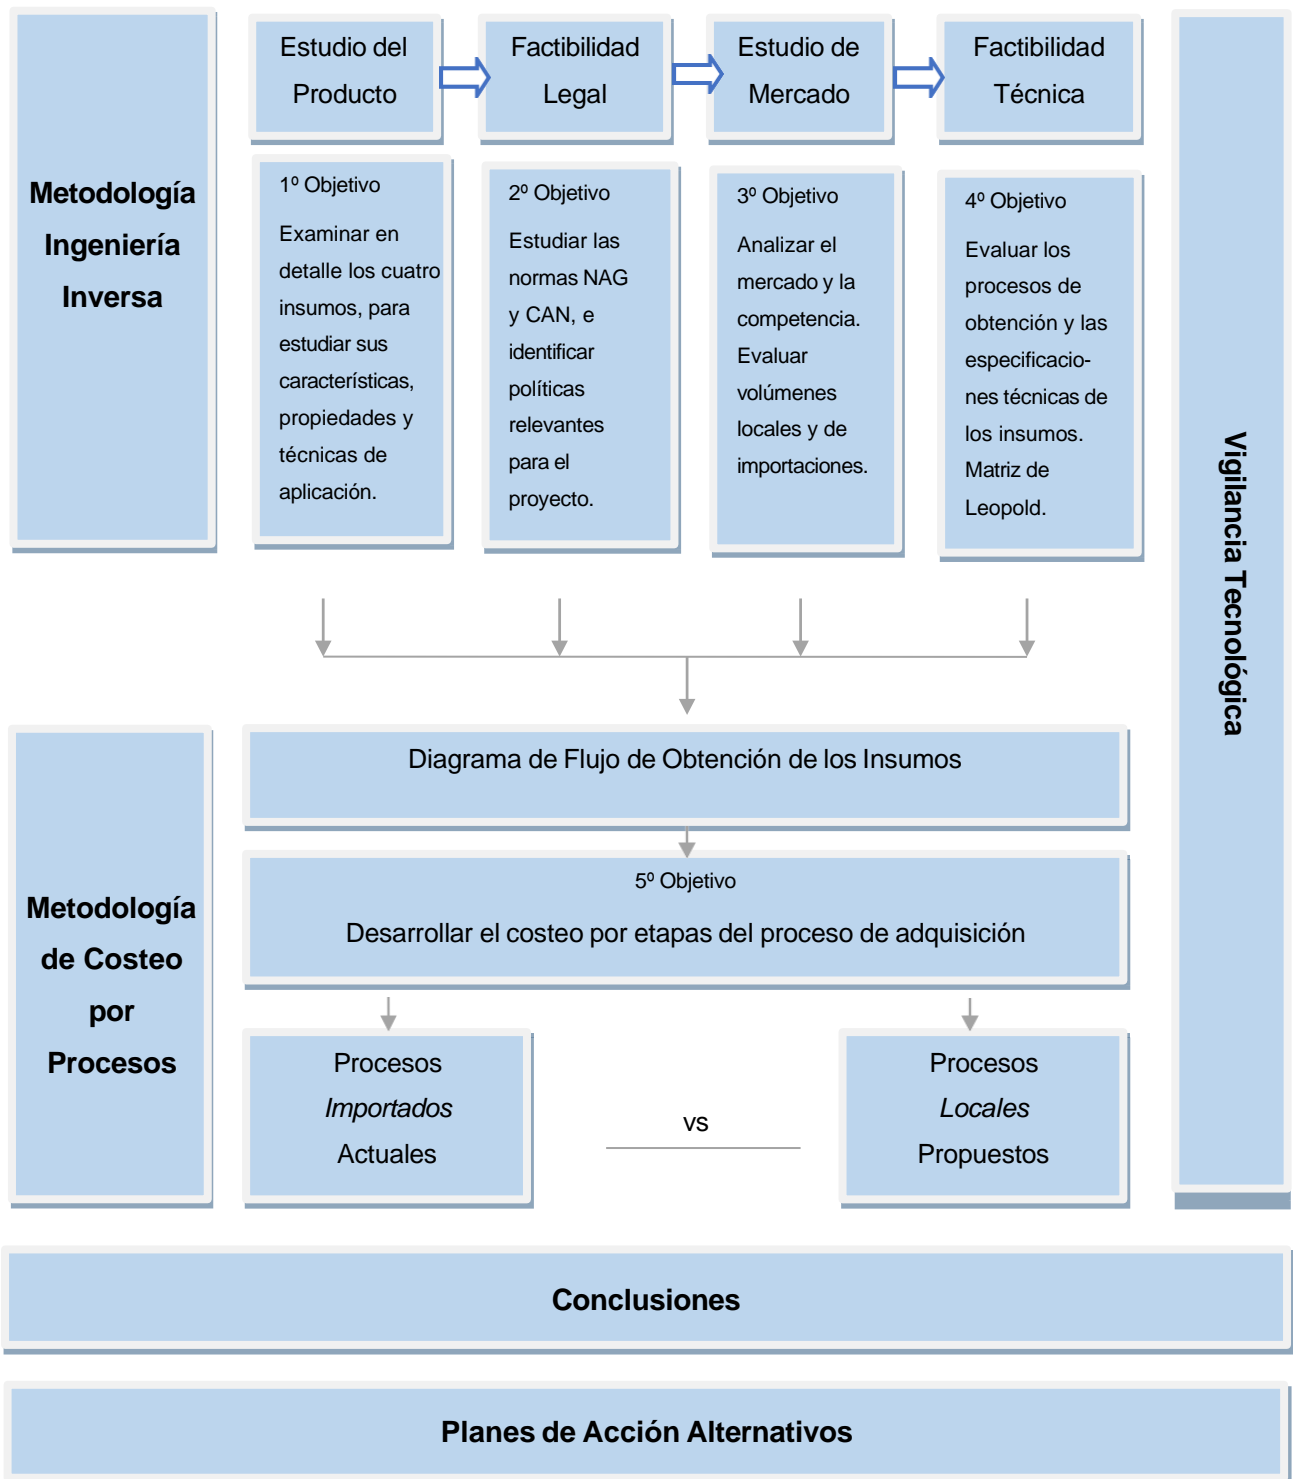 Metodología
Ingeniería
Inversa
Estudio del
Producto
Factibilidad
Legal
Estudio de
Mercado
Factibilidad
Técnica
1º Objetivo
Examinar en
detalle los cuatro
insumos, para
estudiar sus
características,
propiedades y
técnicas de
aplicación.
2º Objetivo
Estudiar las
normas NAG
y CAN, e
identificar
políticas
relevantes
para el
proyecto.
3º Objetivo
Analizar el
mercado y la
competencia.
Evaluar
volúmenes
locales y de
importaciones.
4º Objetivo
Evaluar los
procesos de
obtención y las
especificacio-
nes técnicas de
los insumos.
Matriz de
Leopold.
Vigilancia Tecnológica
Metodología
de Costeo
por
Procesos
Diagrama de Flujo de Obtención de los Insumos
5º Objetivo
Desarrollar el costeo por etapas del proceso de adquisición
Procesos
Importados
Actuales
vs
Procesos
Locales
Propuestos
Conclusiones
Planes de Acción Alternativos